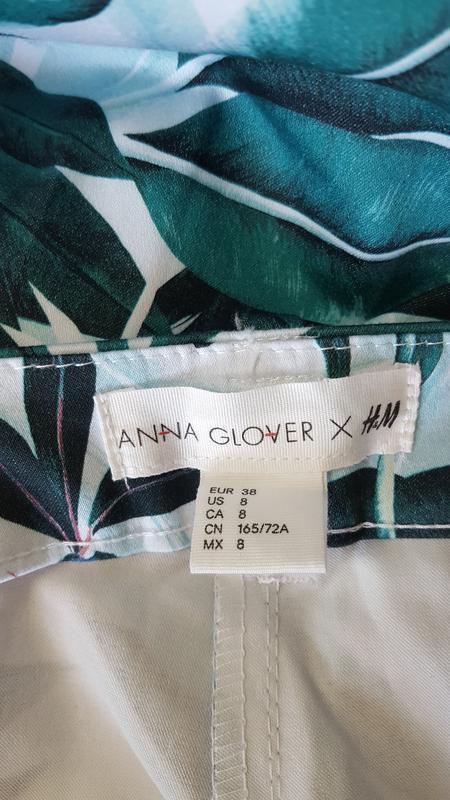 ANNA GLOVER X H&M
EUR 38
US 8
CA 8
CN 165/72A
MX 8